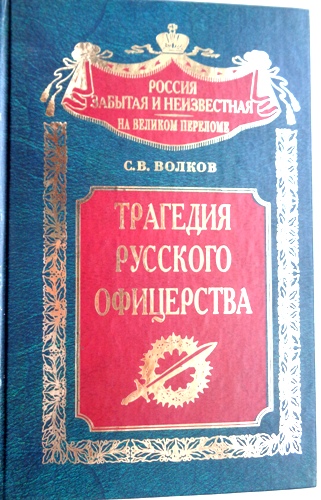 РОССИЯ
ЗАБЫТАЯ И НЕИЗВЕСТНАЯ
НА ВЕЛИКОМ ПЕРЕЛОМЕ
С.В. ВОЛКОВ
ТРАГЕДИЯ
РУССКОГО
ОФИЦЕРСТВА